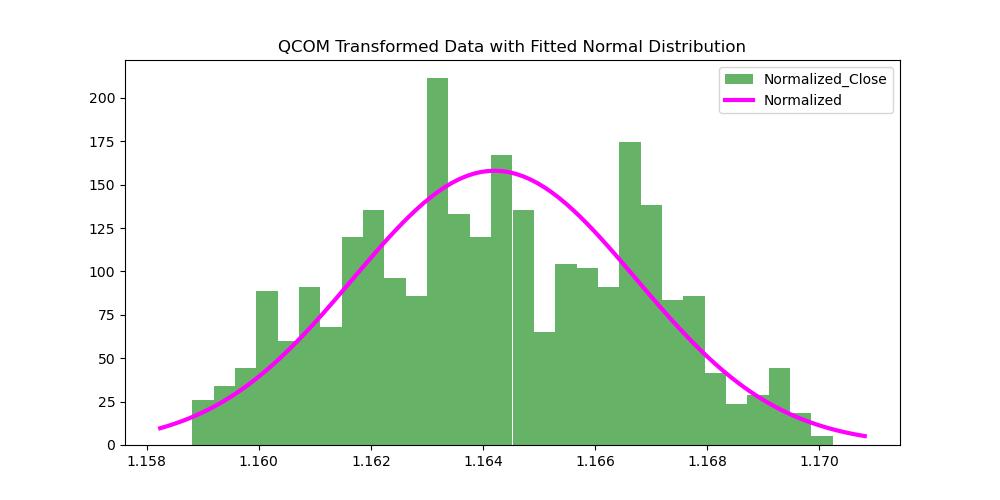 QCOM Transformed Data with Fitted Normal Distribution
Normalized_Close
Normalized
200
175
150
125
100
75
50
25
0
1.158 1.160 1.162 1.164 1.166 1.168 1.170